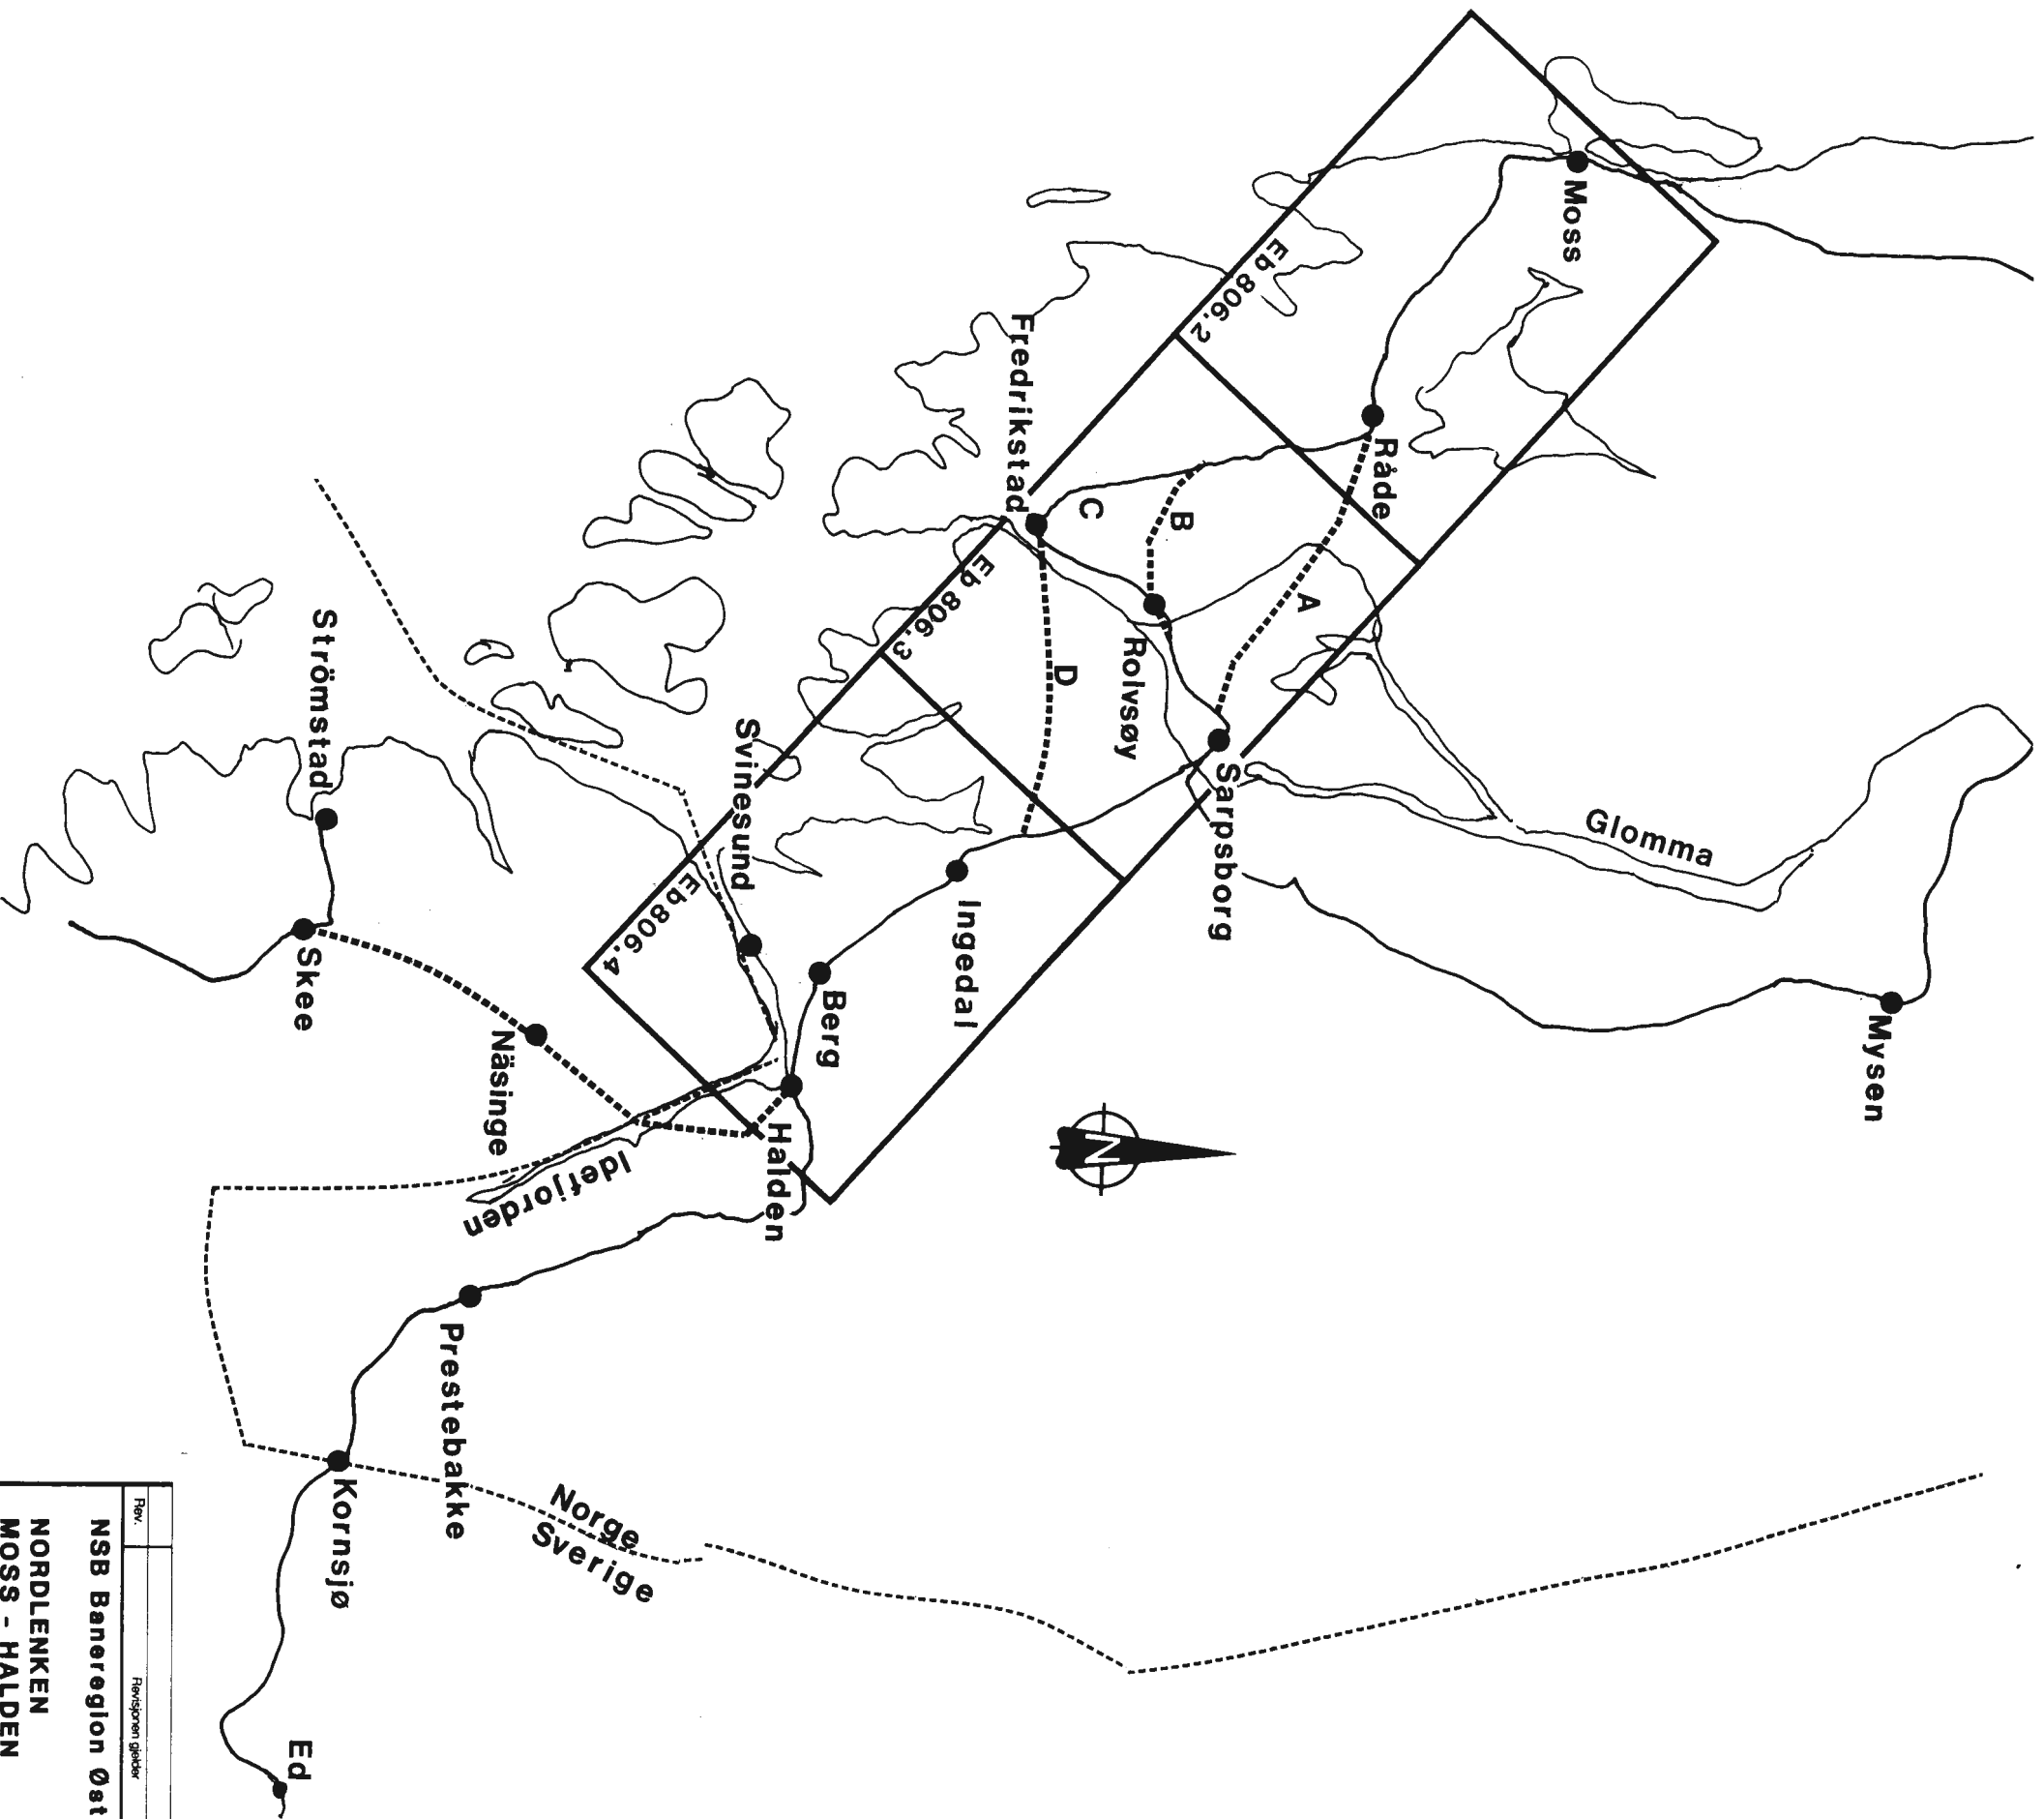 Moss
Råde
Eb 806.2
Fredrikstad
C
B
A
D
Rolvsøy
Sarpsborg
Glomma
Mysen
Eb 806.3
Ingedal
Svinesund
Berg
Eb 806.4
Halden
N
Strömstad
Skee
Näsinge
Idefjorden
Prestebakke
Kornsjø
Norge
Sverige
Ed
Rev.
Revisjonen gjelder
NSB Baneregion Øst
NORDLENKEN
MOSS - HALDEN